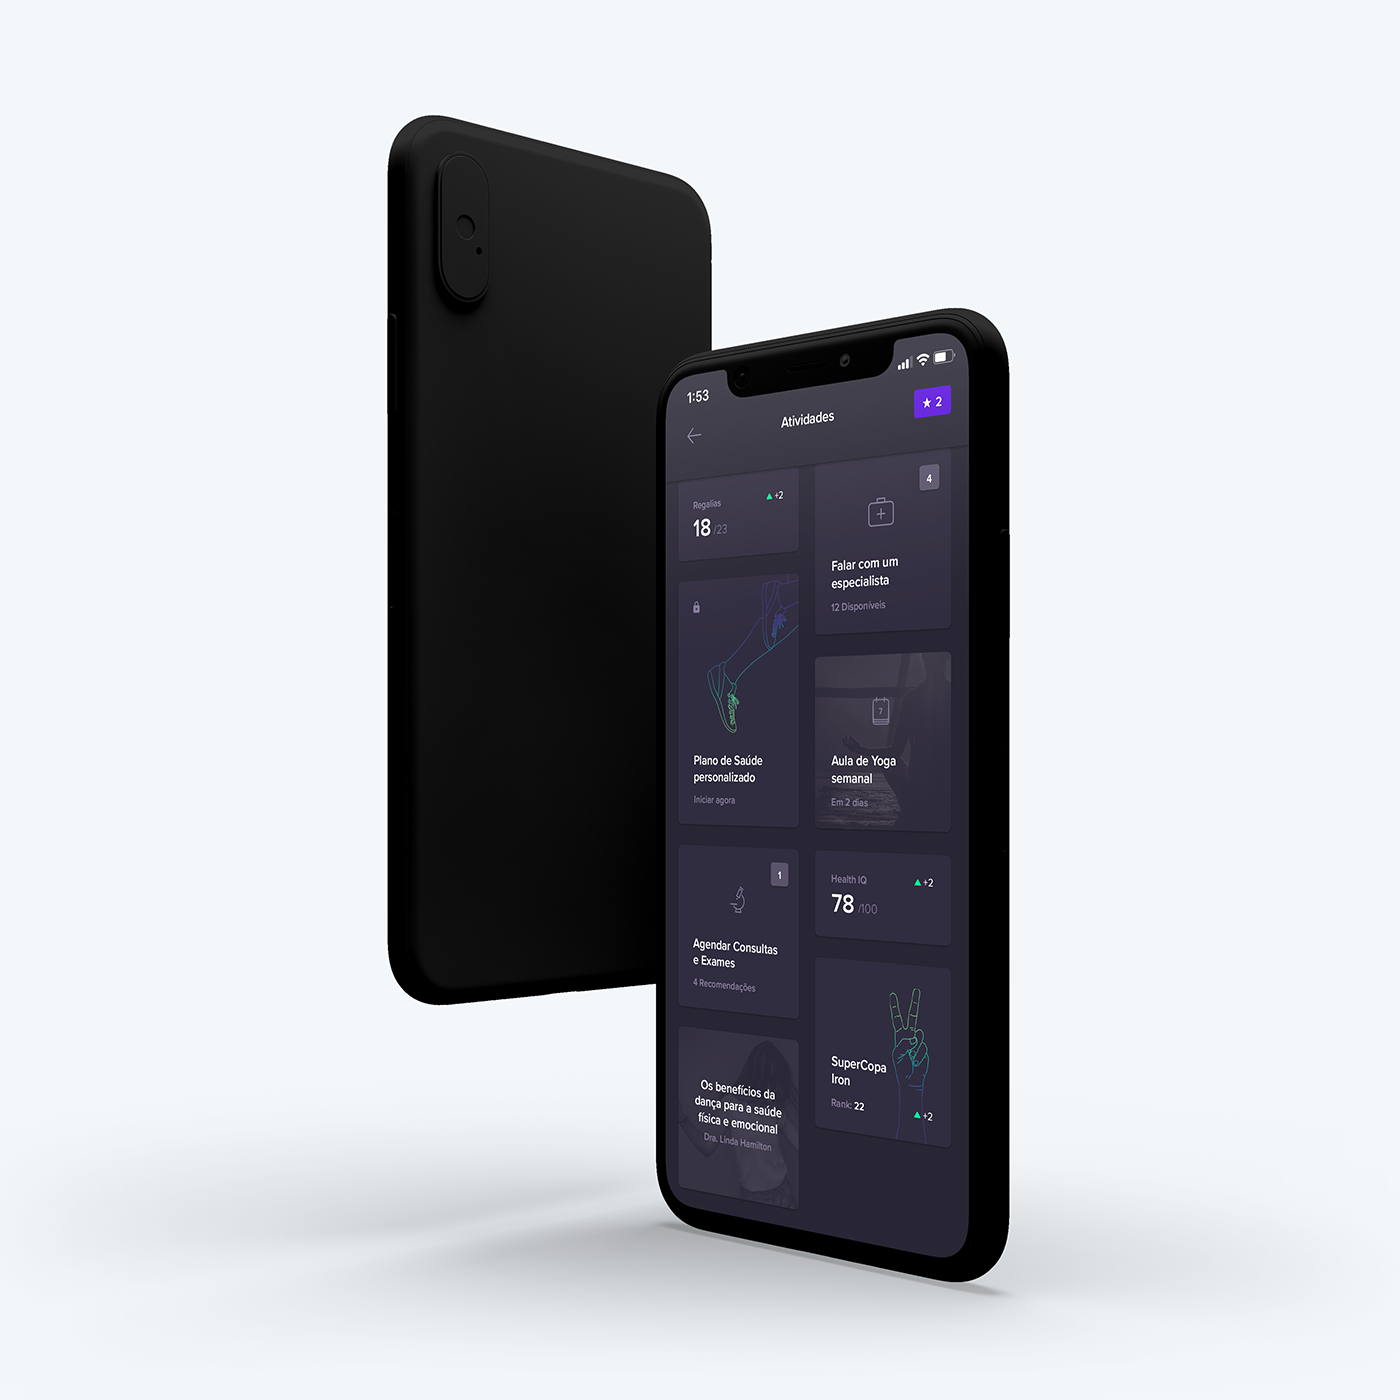 1:53
Atividades
★ 2
Regalias
▲+2
18 /23
4
Falar com um
especialista
12 Disponíveis
Plano de Saúde
personalizado
Iniciar agora
7
Aula de Yoga
semanal
Em 2 dias
1
Agendar Consultas
e Exames
4 Recomendações
Health IQ
▲+2
78 /100
SuperCopa
Iron
Rank: 22
▲+2
Os benefícios da
dança para a saúde
física e emocional
Dra. Linda Hamilton